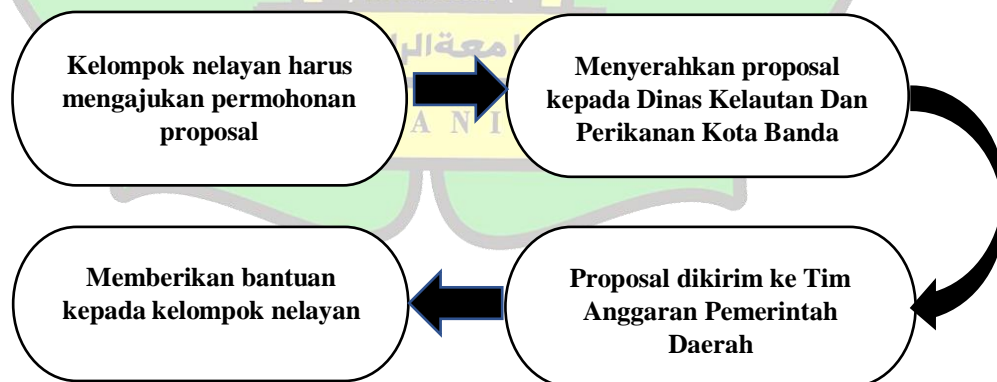 Kelompok nelayan harus
mengajukan permohonan
proposal
Menyerahkan proposal
kepada Dinas Kelautan Dan
Perikanan Kota Banda
Proposal dikirim ke Tim
Anggaran Pemerintah
Daerah
Memberikan bantuan
kepada kelompok nelayan